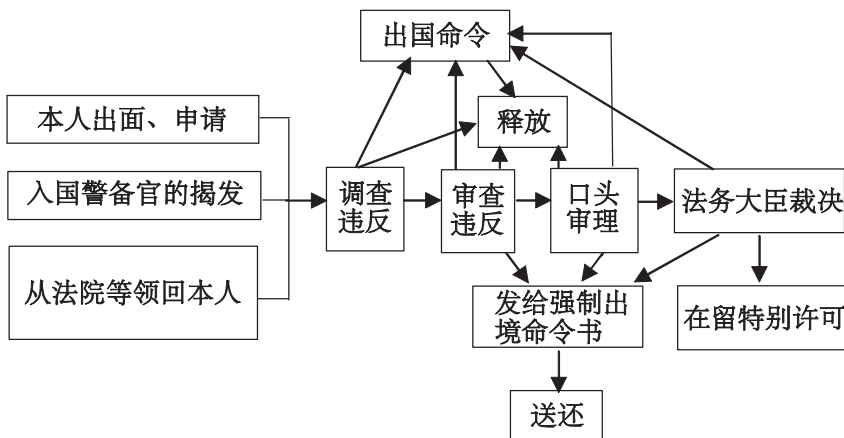 出国命令
本人出面、申请
释放
入国警备官的揭发
调查
违反
审查
违反
口头
审理
法务大臣裁决
从法院等领回本人
发给强制出
境命令书
在留特别许可
送还